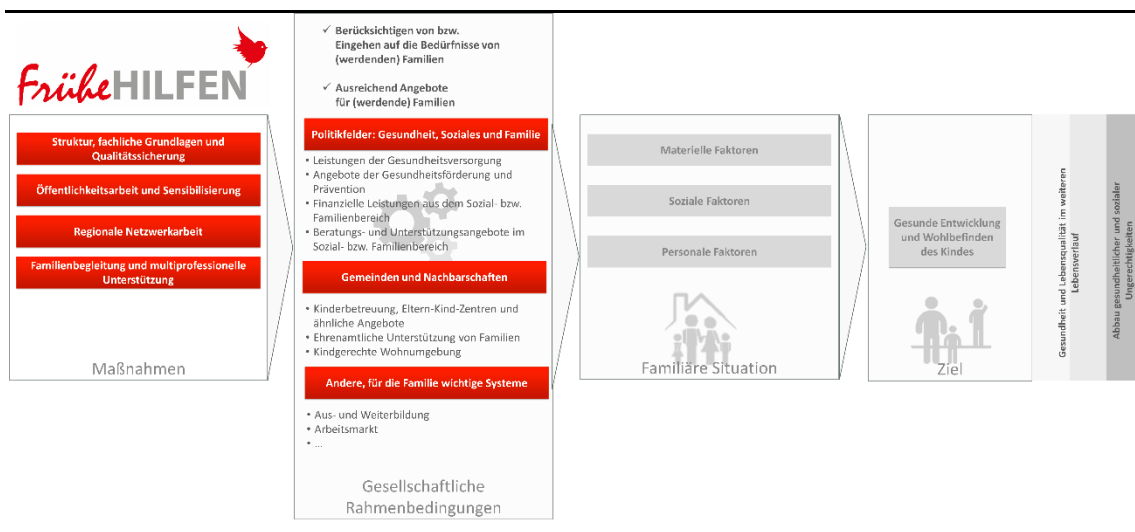 FrüheHILFEN
Struktur, fachliche Grundlagen und
Qualitätssicherung
Öffentlichkeitsarbeit und Sensibilisierung
Regionale Netzwerkarbeit
Familienbegleitung und multiprofessionelle
Unterstützung
Maßnahmen
✓ Berücksichtigen von bzw.
Eingehen auf die Bedürfnisse von
(werdenden) Familien
✓ Ausreichend Angebote
für (werdende) Familien
Politikfelder: Gesundheit, Soziales und Familie
• Leistungen der Gesundheitsversorgung
• Angebote der Gesundheitsförderung und
Prävention
• Finanzielle Leistungen aus dem Sozial- bzw.
Familienbereich
• Beratungs- und Unterstützungsangebote im
Sozial- bzw. Familienbereich
Gemeinden und Nachbarschaften
• Kinderbetreuung, Eltern-Kind-Zentren und
ähnliche Angebote
• Ehrenamtliche Unterstützung von Familien
• Kindgerechte Wohnumgebung
Andere, für die Familie wichtige Systeme
• Aus- und Weiterbildung
• Arbeitsmarkt
• ...
Gesellschaftliche
Rahmenbedingungen
Materielle Faktoren
Soziale Faktoren
Personale Faktoren
Familiäre Situation
Gesunde Entwicklung
und Wohlbefinden
des Kindes
Ziel
Gesundheit und Lebensqualität im weiteren
Lebensverlauf
Abbau gesundheitlicher und sozialer
Ungerechtigkeiten